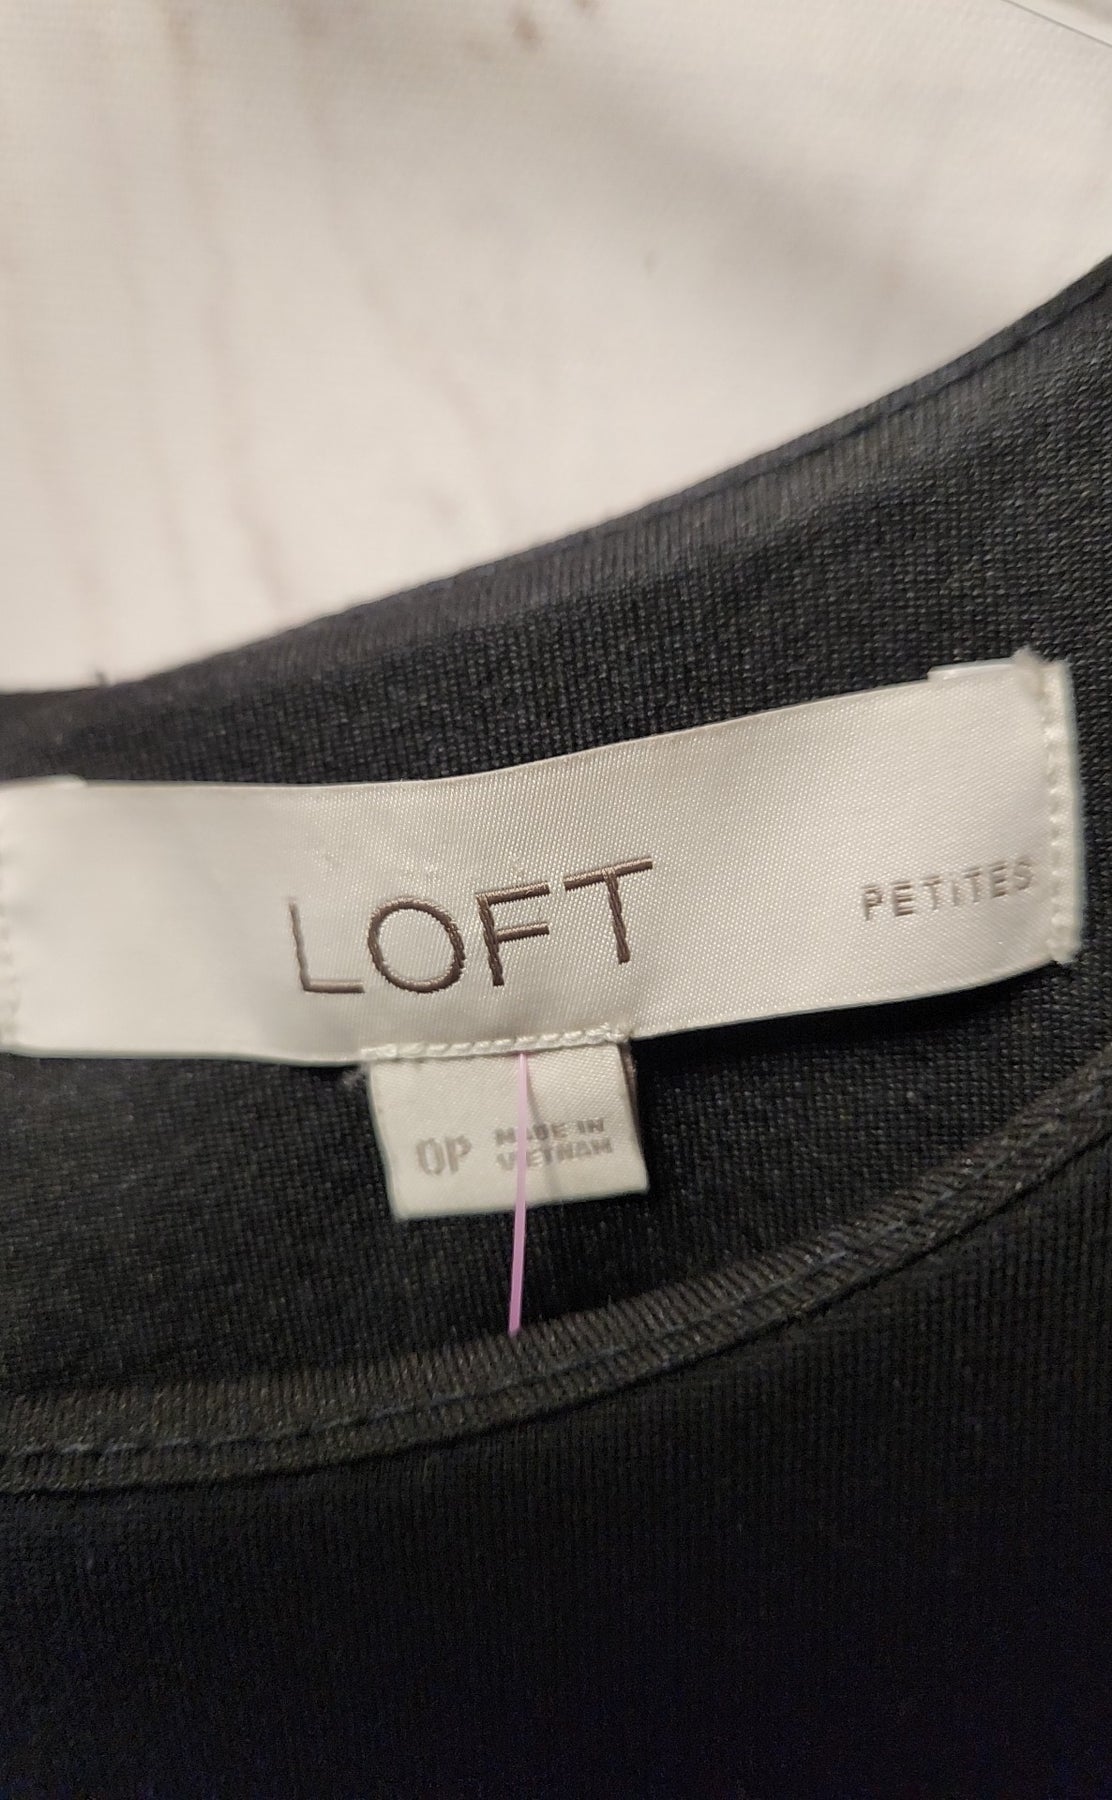 LOFT
PETITES
0P
MADE IN
VIETNAM